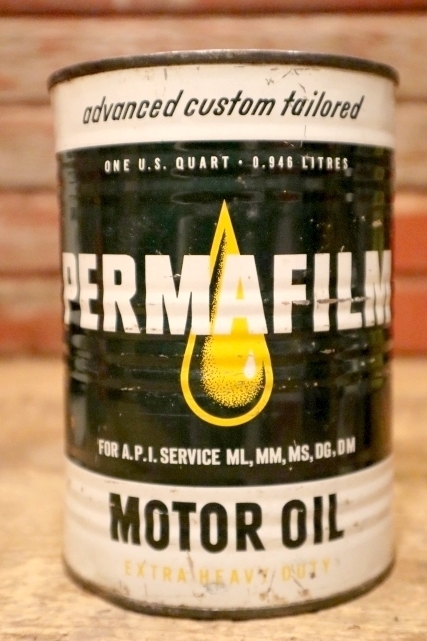 advanced custom tailored
ONE U.S. QUART • 0.946 LITRES
PERMAFILM
FOR A.P.I. SERVICE ML, MM, MS, DG, DM
MOTOR OIL
EXTRA HEAVY DUTY